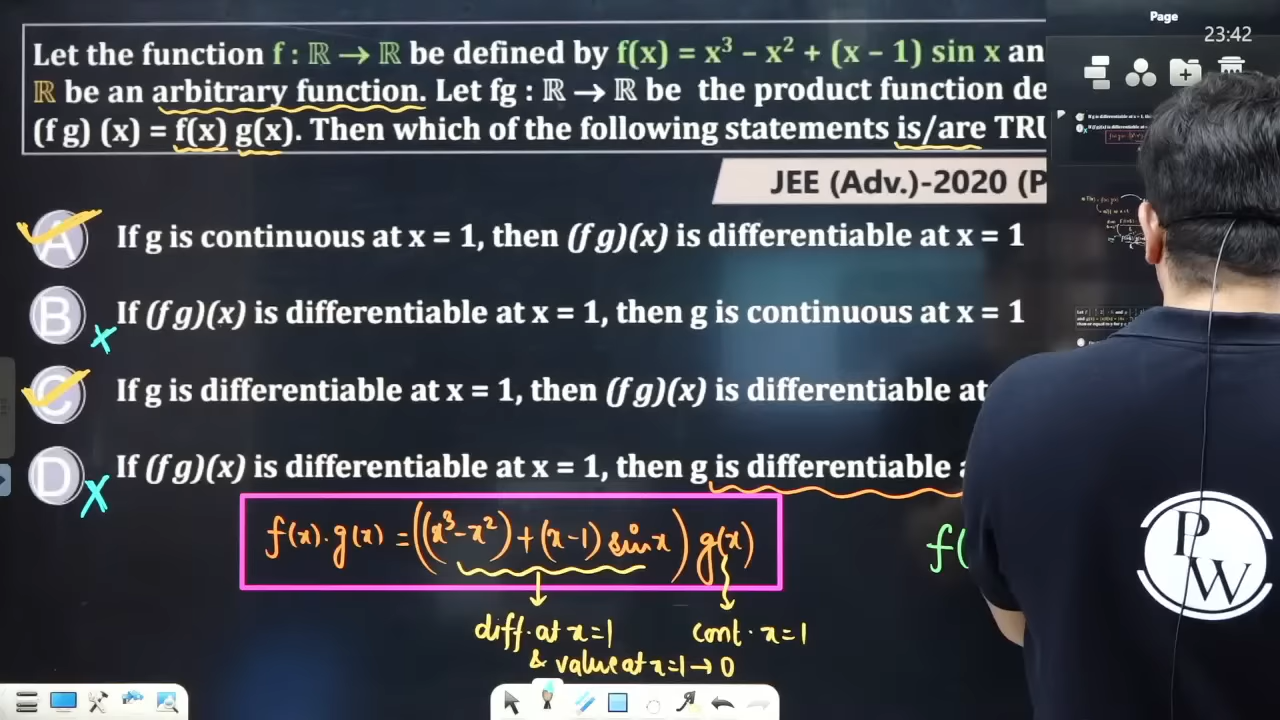 Page
23:42
Let the function f : ℝ → ℝ be defined by f(x) = x³ − x² + (x − 1) sin x an
ℝ be an arbitrary function. Let fg : ℝ → ℝ be the product function de
(f g) (x) = f(x) g(x). Then which of the following statements is/are TRU
JEE (Adv.)-2020 (P
A If g is continuous at x = 1, then (f g)(x) is differentiable at x = 1
B x If (f g)(x) is differentiable at x = 1, then g is continuous at x = 1
C If g is differentiable at x = 1, then (f g)(x) is differentiable at
D x If (f g)(x) is differentiable at x = 1, then g is differentiable
f(x)·g(x) = ((x³−x²)+(x−1) sin x) g(x)
f(
diff. at x=1
cont. x=1
& value at x=1 → 0
PW